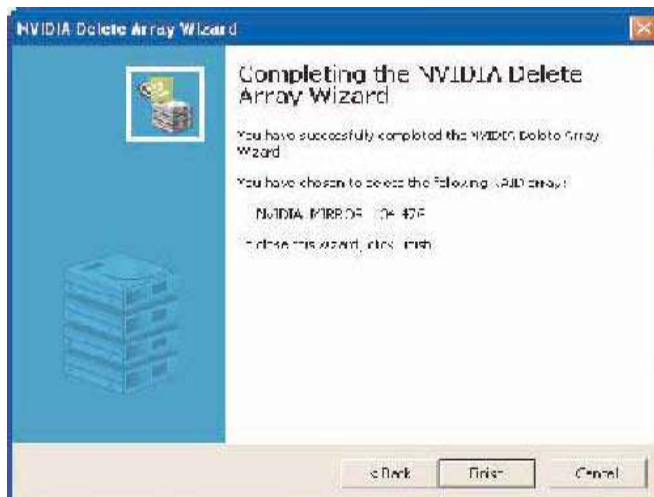 NVIDIA Delete Array Wizard
Completing the NVIDIA Delete
Array Wizard
You have successfully completed the NVIDIA Delete Array
Wizard
You have chosen to delete the following RAID array:
NVIDIA MIRROR
To close this wizard, click Finish
< Back
Finish
Cancel